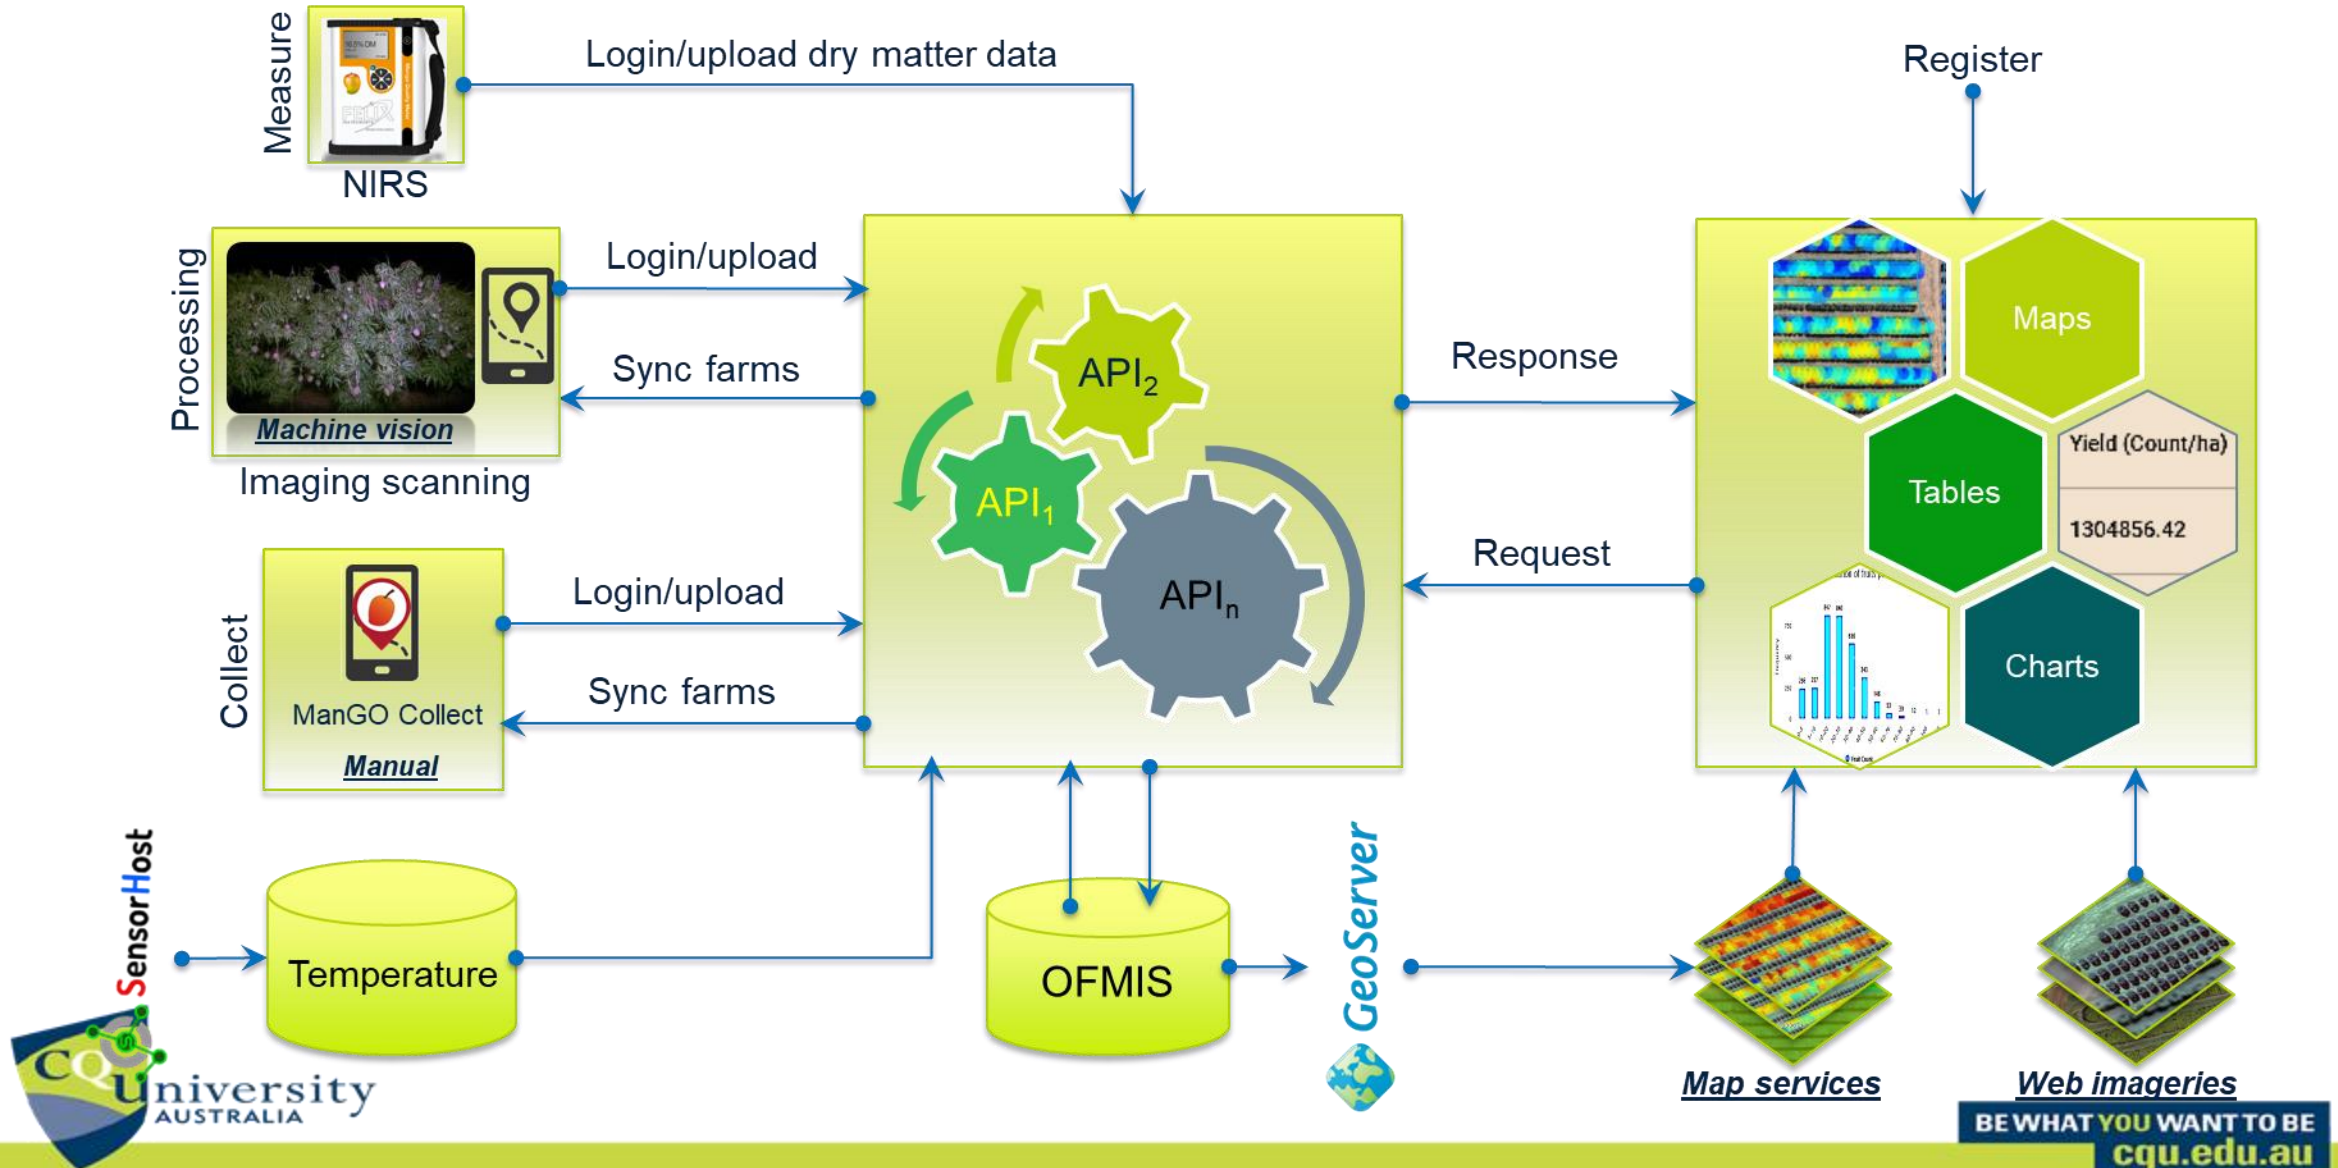 Measure
NIRS
Login/upload dry matter data
Register
Processing
Machine vision
Imaging scanning
Login/upload
Sync farms
API2
API1
APIn
Response
Request
Maps
Tables
Yield (Count/ha)
1304856.42
Charts
Collect
ManGO Collect
Manual
Login/upload
Sync farms
SensorHost
Temperature
OFMIS
GeoServer
Map services
Web imageries
CQUniversity
AUSTRALIA
BE WHAT YOU WANT TO BE
cqu.edu.au